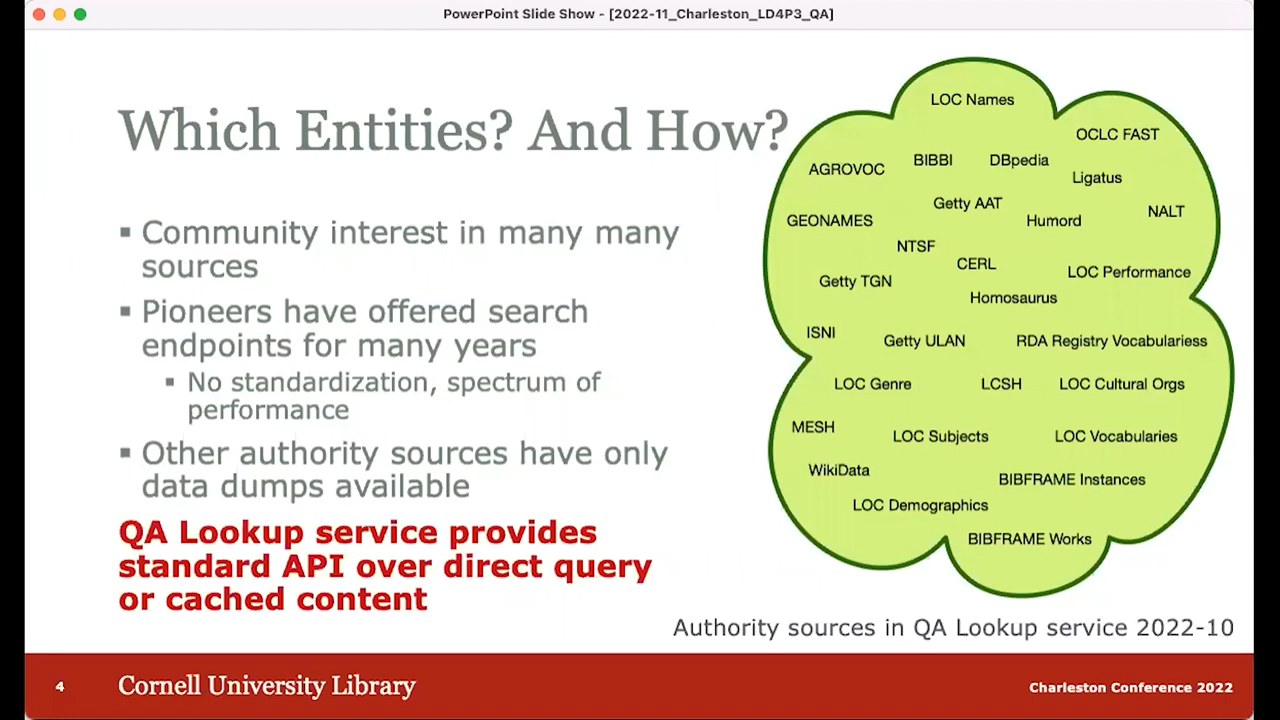 PowerPoint Slide Show - [2022-11_Charleston_LD4P3_QA]
Which Entities? And How?
▪ Community interest in many many
sources
▪ Pioneers have offered search
endpoints for many years
▪ No standardization, spectrum of
performance
▪ Other authority sources have only
data dumps available
QA Lookup service provides
standard API over direct query
or cached content
LOC Names
OCLC FAST
AGROVOC
BIBBI
DBpedia
Ligatus
Getty AAT
NALT
GEONAMES
Humord
NTSF
CERL
LOC Performance
Getty TGN
Homosaurus
ISNI
Getty ULAN
RDA Registry Vocabulariess
LOC Genre
LCSH
LOC Cultural Orgs
MESH
LOC Subjects
LOC Vocabularies
WikiData
BIBFRAME Instances
LOC Demographics
BIBFRAME Works
Authority sources in QA Lookup service 2022-10
4
Cornell University Library
Charleston Conference 2022